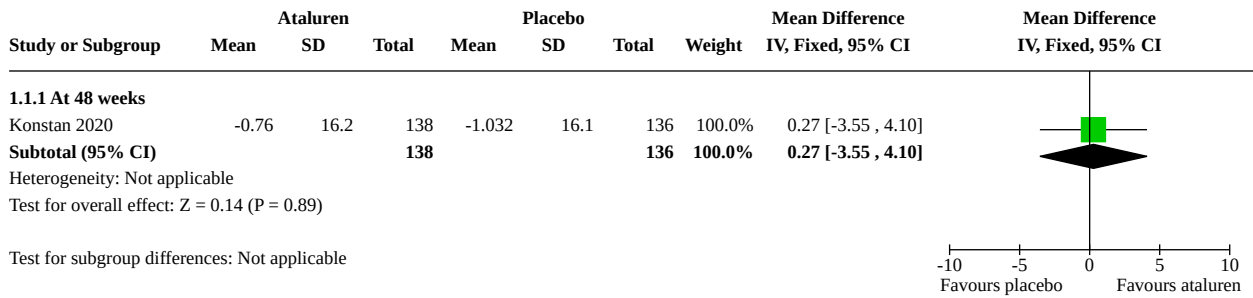 Ataluren Placebo Mean Difference Mean Difference
Study or Subgroup Mean SD Total Mean SD Total Weight IV, Fixed, 95% CI IV, Fixed, 95% CI
1.1.1 At 48 weeks
Konstan 2020 -0.76 16.2 138 -1.032 16.1 136 100.0% 0.27 [-3.55 , 4.10]
Subtotal (95% CI) 138 136 100.0% 0.27 [-3.55 , 4.10]
Heterogeneity: Not applicable
Test for overall effect: Z = 0.14 (P = 0.89)
Test for subgroup differences: Not applicable
-10 -5 0 5 10
Favours placebo Favours ataluren